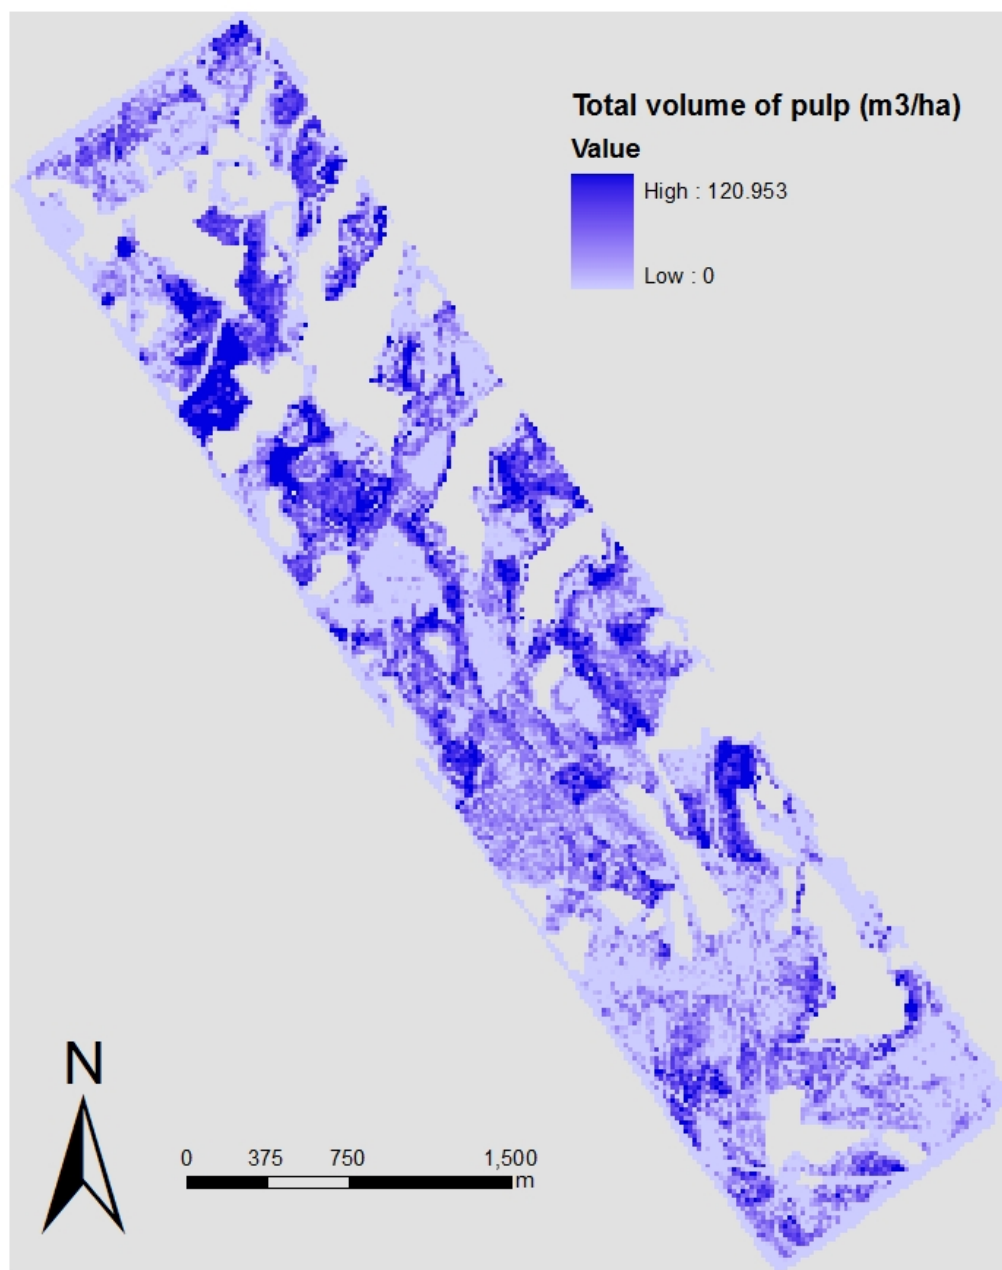 Total volume of pulp (m3/ha)
Value
High : 120.953
Low : 0
N
0 375 750 1,500
m